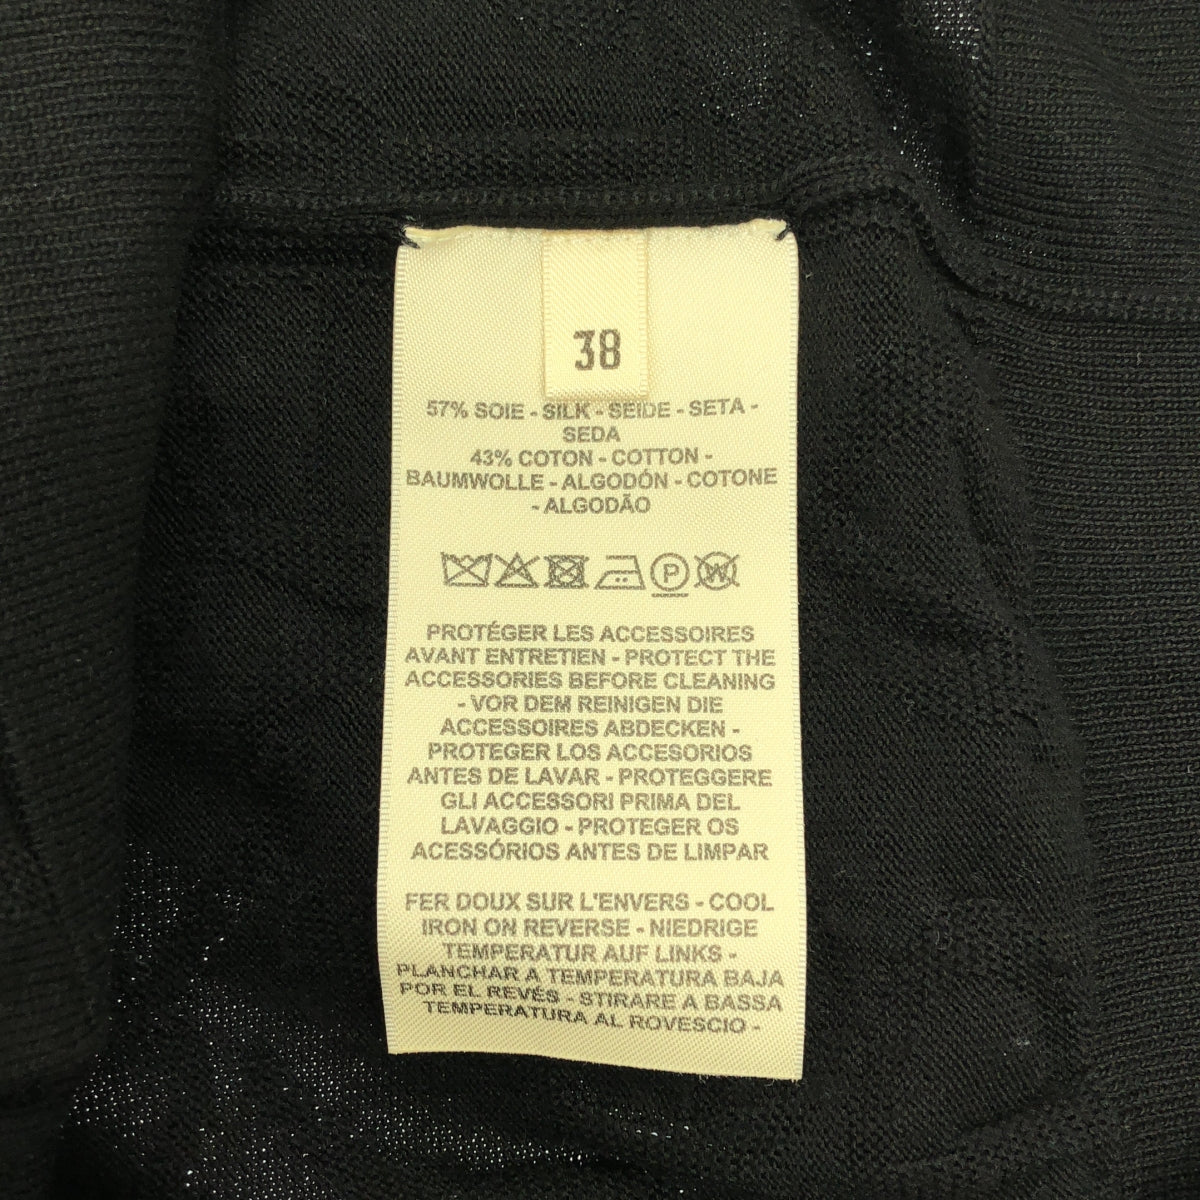 38
57% SOIE - SILK - SEIDE - SETA -
SEDA
43% COTON - COTTON -
BAUMWOLLE - ALGODÓN - COTONE
- ALGODÃO
P W
PROTÉGER LES ACCESSOIRES
AVANT ENTRETIEN - PROTECT THE
ACCESSORIES BEFORE CLEANING
- VOR DEM REINIGEN DIE
ACCESSOIRES ABDECKEN -
PROTEGER LOS ACCESORIOS
ANTES DE LAVAR - PROTEGGERE
GLI ACCESSORI PRIMA DEL
LAVAGGIO - PROTEGER OS
ACESSÓRIOS ANTES DE LIMPAR
FER DOUX SUR L'ENVERS - COOL
IRON ON REVERSE - NIEDRIGE
TEMPERATUR AUF LINKS -
PLANCHAR A TEMPERATURA BAJA
POR EL REVÉS - STIRARE A BASSA
TEMPERATURA AL ROVESCIO -